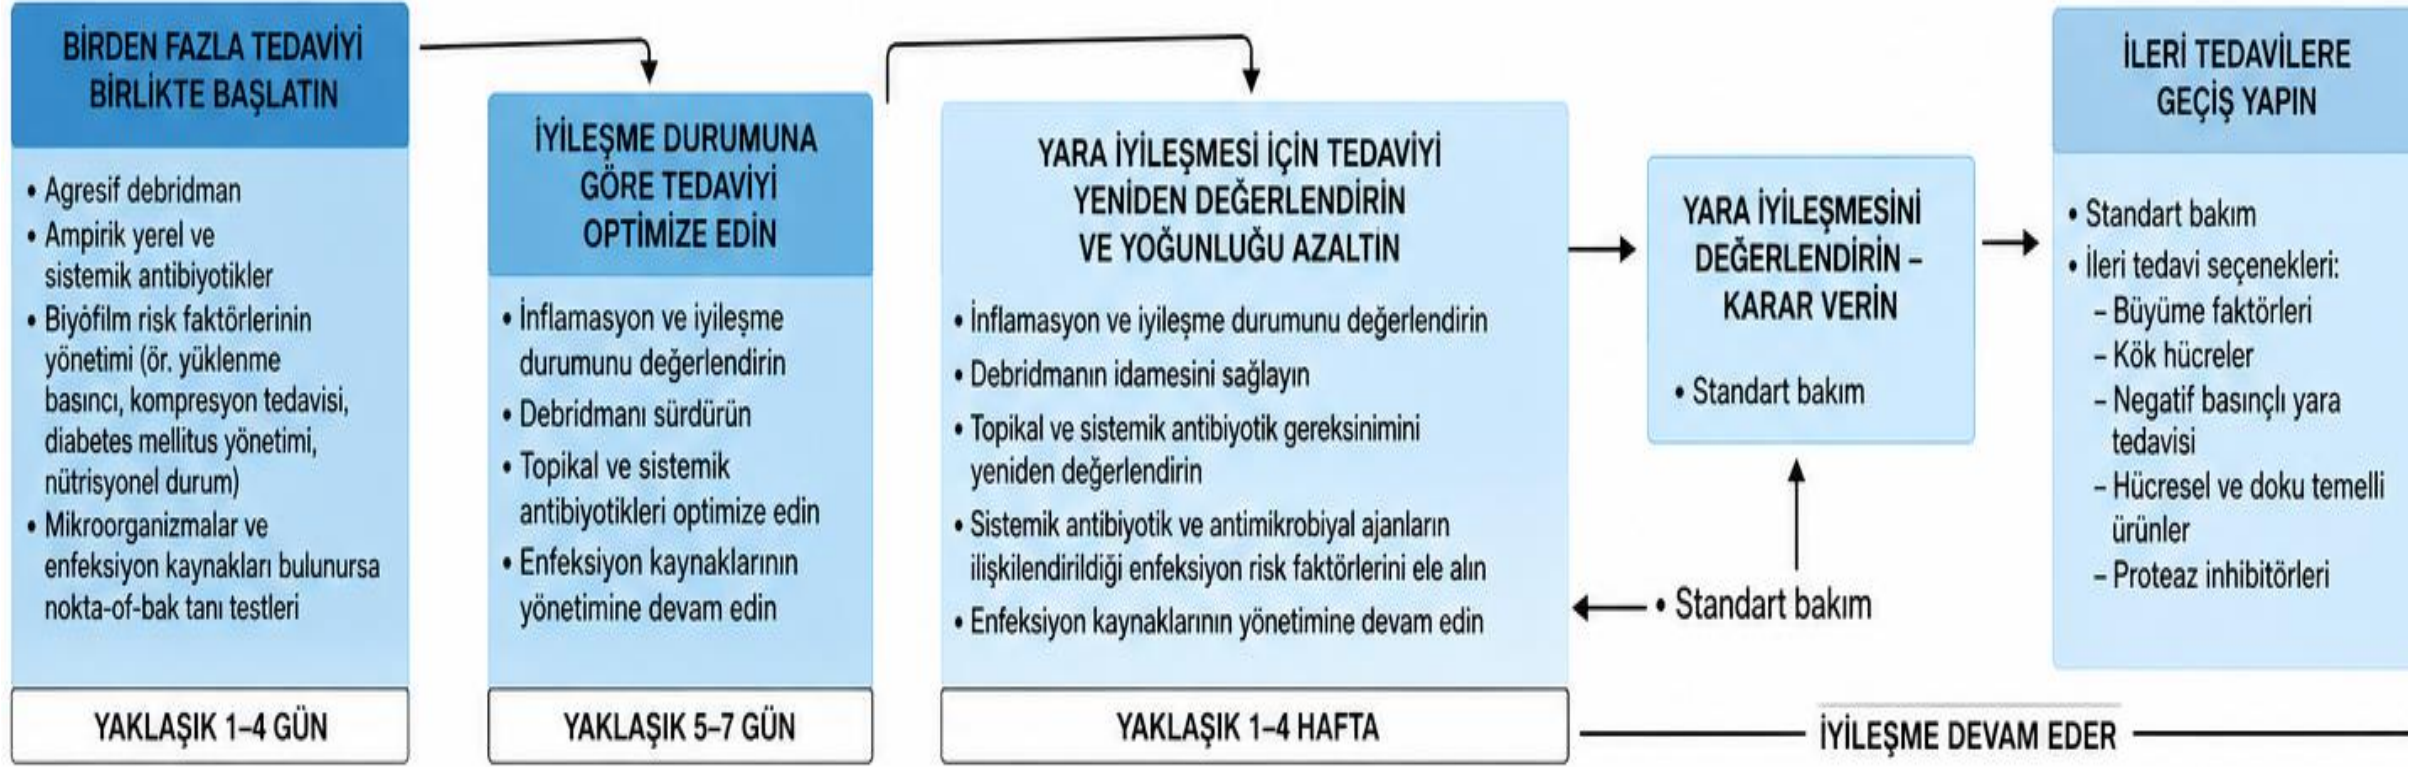 BİRDEN FAZLA TEDAVİYİ
BİRLİKTE BAŞLATIN
• Agresif debridman
• Ampirik yerel ve
sistemik antibiyotikler
• Biyôfilm risk faktörlerinin
yönetimi (ör. yüklenme
basıncı, kompresyon tedavisi,
diabetes mellitus yönetimi,
nütrisyonel durum)
• Mikroorganizmalar ve
enfeksiyon kaynakları bulunursa
nokta-of-bak tanı testleri
YAKLAŞIK 1–4 GÜN
İYİLEŞME DURUMUNA
GÖRE TEDAVİYİ
OPTİMİZE EDİN
• İnflamasyon ve iyileşme
durumunu değerlendirin
• Debridmanı sürdürün
• Topikal ve sistemik
antibiyotikleri optimize edin
• Enfeksiyon kaynaklarının
yönetimine devam edin
YAKLAŞIK 5–7 GÜN
YARA İYİLEŞMESİ İÇİN TEDAVİYİ
YENİDEN DEĞERLENDİRİN
VE YOĞUNLUĞU AZALTIN
• İnflamasyon ve iyileşme durumunu değerlendirin
• Debridmanın idamesini sağlayın
• Topikal ve sistemik antibiyotik gereksinimini
yeniden değerlendirin
• Sistemik antibiyotik ve antimikrobiyal ajanların
ilişkilendirildiği enfeksiyon risk faktörlerini ele alın
• Enfeksiyon kaynaklarının yönetimine devam edin
YAKLAŞIK 1–4 HAFTA
YARA İYİLEŞMESİNİ
DEĞERLENDİRİN –
KARAR VERİN
• Standart bakım
• Standart bakım
İLERİ TEDAVİLERE
GEÇİŞ YAPIN
• Standart bakım
• İleri tedavi seçenekleri:
– Büyüme faktörleri
– Kök hücreler
– Negatif basınçlı yara
tedavisi
– Hücresel ve doku temelli
ürünler
– Proteaz inhibitörleri
İYİLEŞME DEVAM EDER